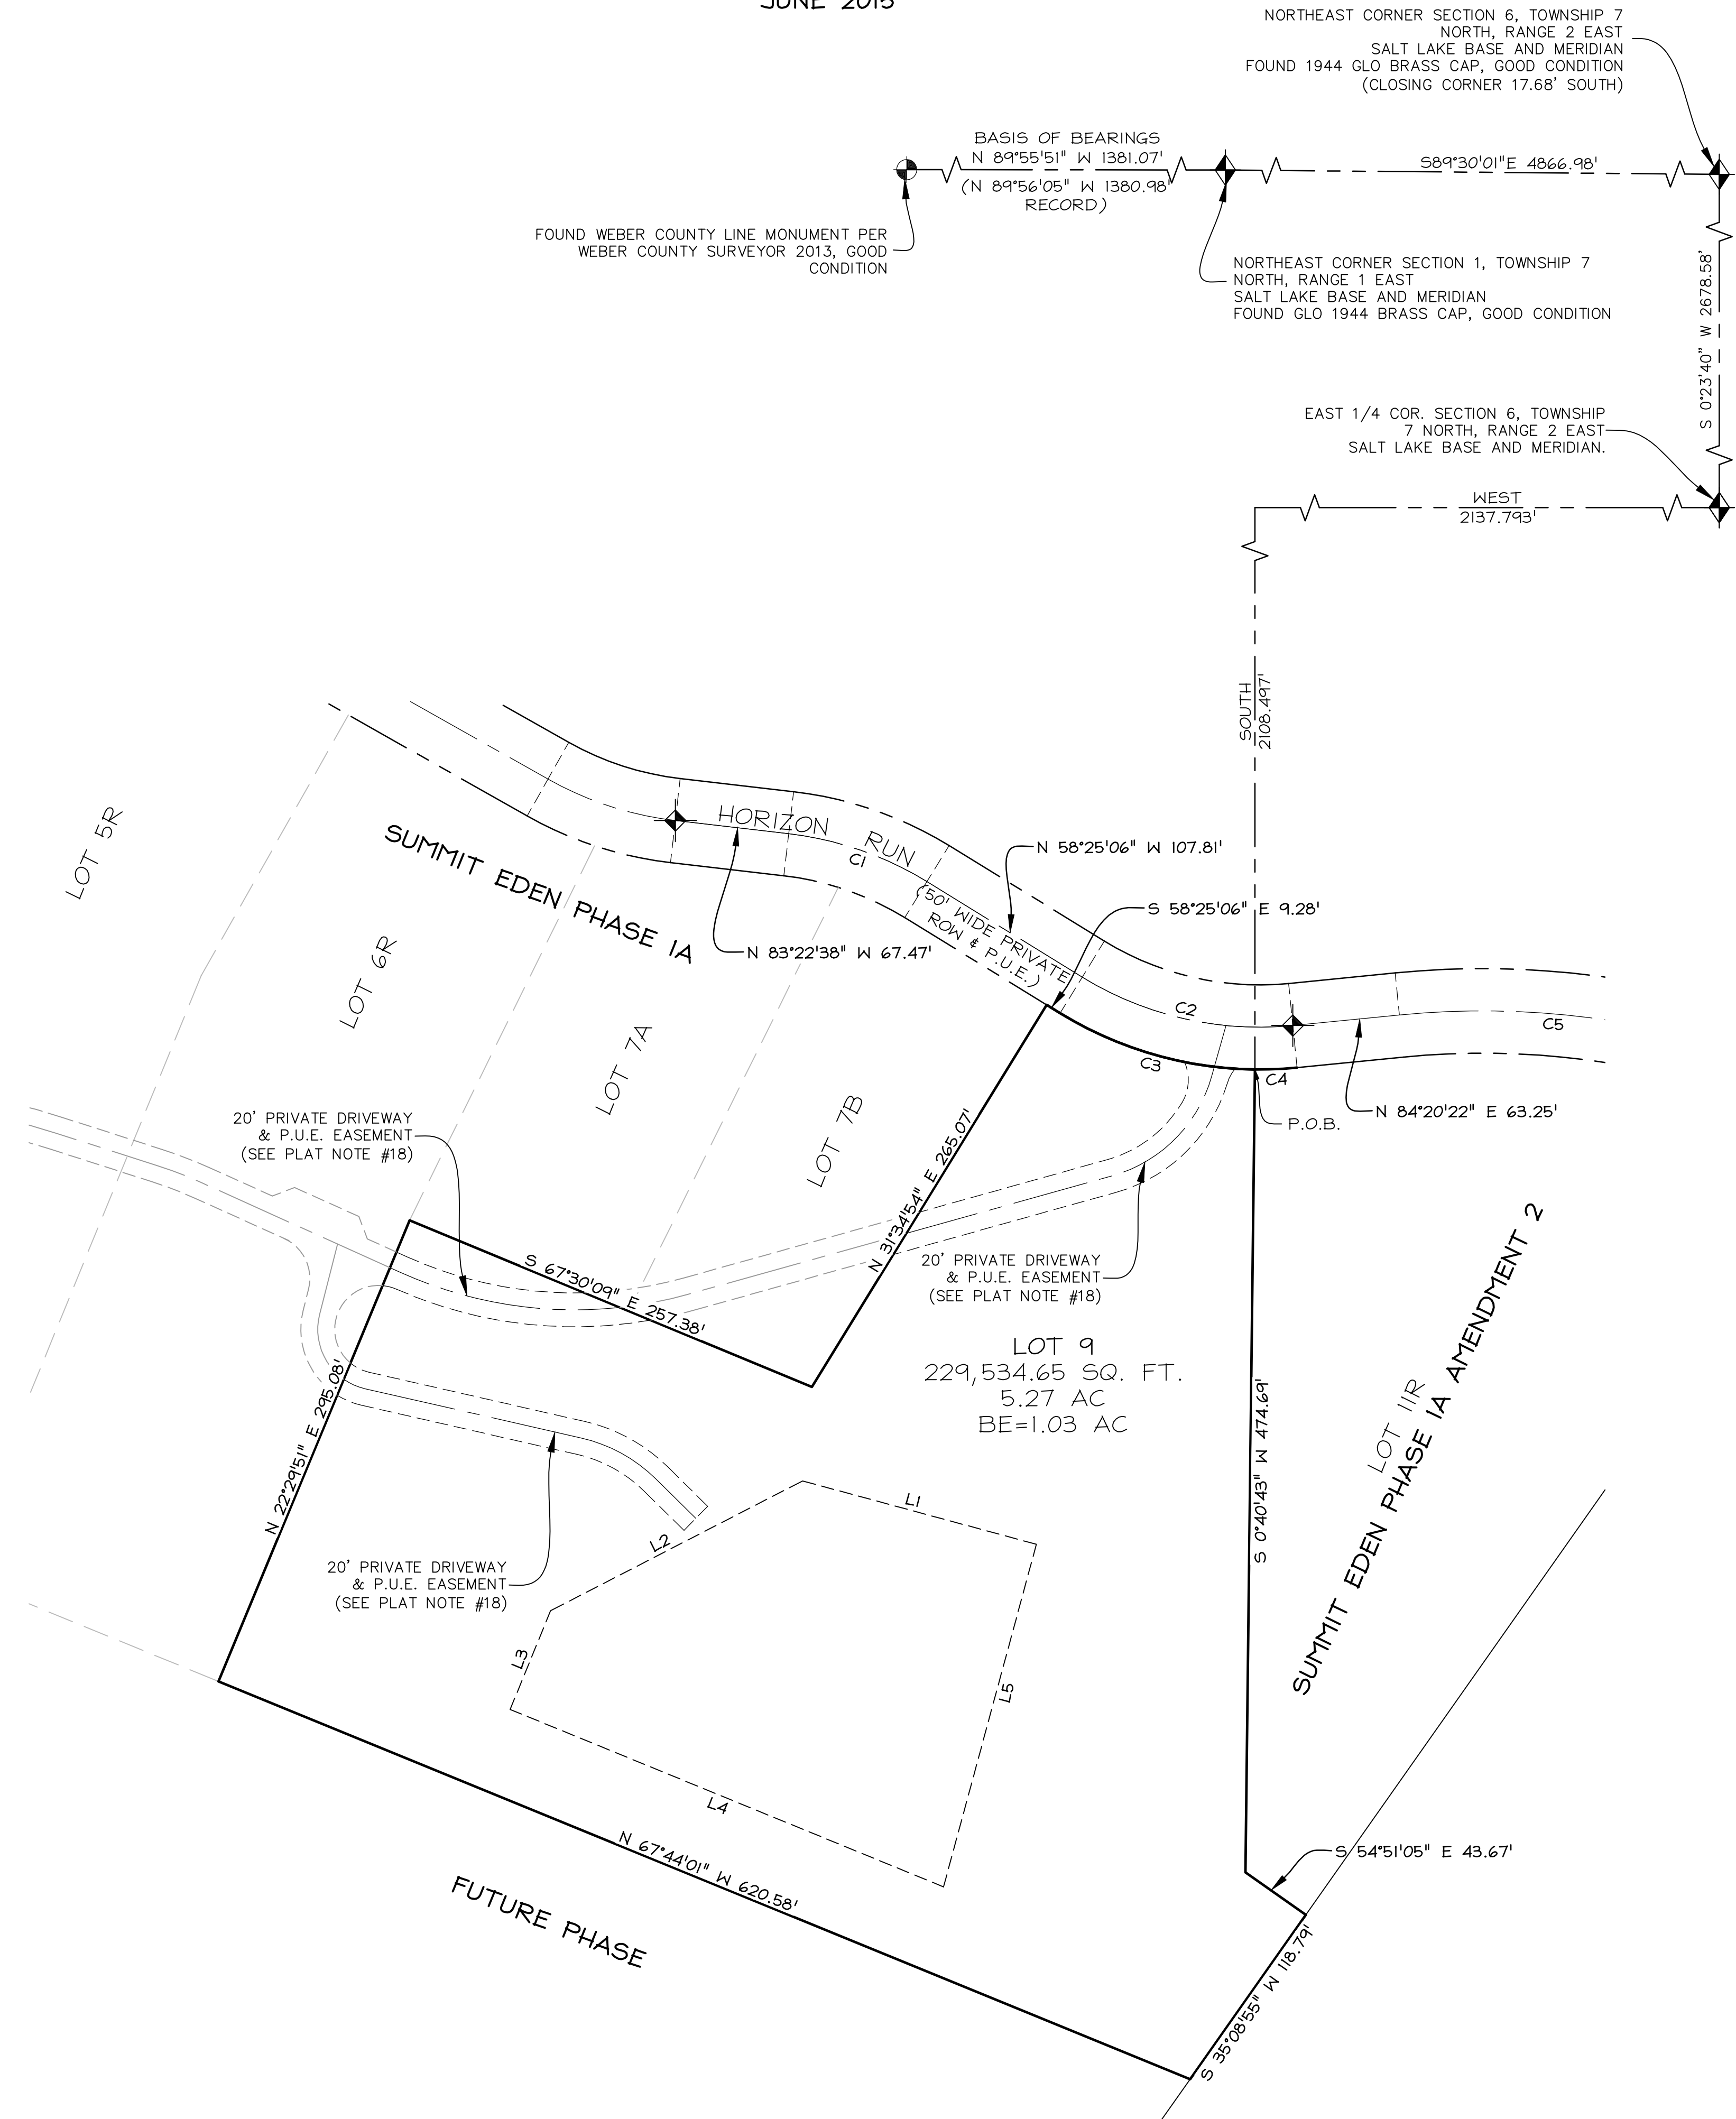 JUNE 2015
NORTHEAST CORNER SECTION 6, TOWNSHIP 7
NORTH, RANGE 2 EAST
SALT LAKE BASE AND MERIDIAN
FOUND 1944 GLO BRASS CAP, GOOD CONDITION
(CLOSING CORNER 17.68' SOUTH)
BASIS OF BEARINGS
N 89°55'51" W 1381.07'
(N 89°56'05" W 1380.98'
RECORD)
S89°30'01"E 4866.98'
FOUND WEBER COUNTY LINE MONUMENT PER
WEBER COUNTY SURVEYOR 2013, GOOD
CONDITION
NORTHEAST CORNER SECTION 1, TOWNSHIP 7
NORTH, RANGE 1 EAST
SALT LAKE BASE AND MERIDIAN
FOUND GLO 1944 BRASS CAP, GOOD CONDITION
S 0°23'40" W 2678.58'
EAST 1/4 COR. SECTION 6, TOWNSHIP
7 NORTH, RANGE 2 EAST
SALT LAKE BASE AND MERIDIAN.
WEST
2137.793'
SOUTH
2108.497'
HORIZON RUN
C1
(50' WIDE PRIVATE
ROW & P.U.E.)
N 58°25'06" W 107.81'
S 58°25'06" E 9.28'
N 83°22'38" W 67.47'
SUMMIT EDEN PHASE 1A
LOT 5R
LOT 6R
LOT 7A
LOT 7B
C2
C3
C4
C5
N 84°20'22" E 63.25'
P.O.B.
20' PRIVATE DRIVEWAY
& P.U.E. EASEMENT
(SEE PLAT NOTE #18)
N 31°34'54" E 265.07'
S 67°30'09" E 257.38'
20' PRIVATE DRIVEWAY
& P.U.E. EASEMENT
(SEE PLAT NOTE #18)
LOT 9
229,534.65 SQ. FT.
5.27 AC
BE=1.03 AC
N 22°29'51" E 295.08'
S 0°40'43" W 474.69'
LOT 11R
SUMMIT EDEN PHASE 1A AMENDMENT 2
20' PRIVATE DRIVEWAY
& P.U.E. EASEMENT
(SEE PLAT NOTE #18)
L1
L2
L3
L4
L5
N 67°44'01" W 620.58'
S 54°51'05" E 43.67'
S 35°08'55" W 118.79'
FUTURE PHASE